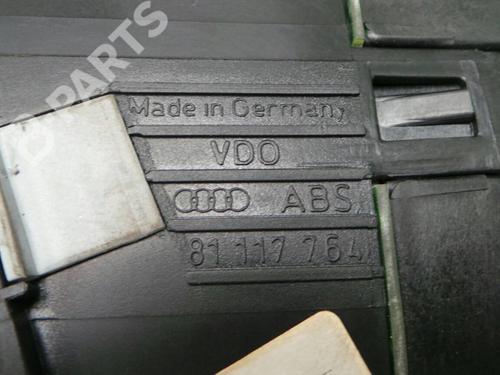 B PARTS
Made in Germany
VDO
ABS
81 117 764